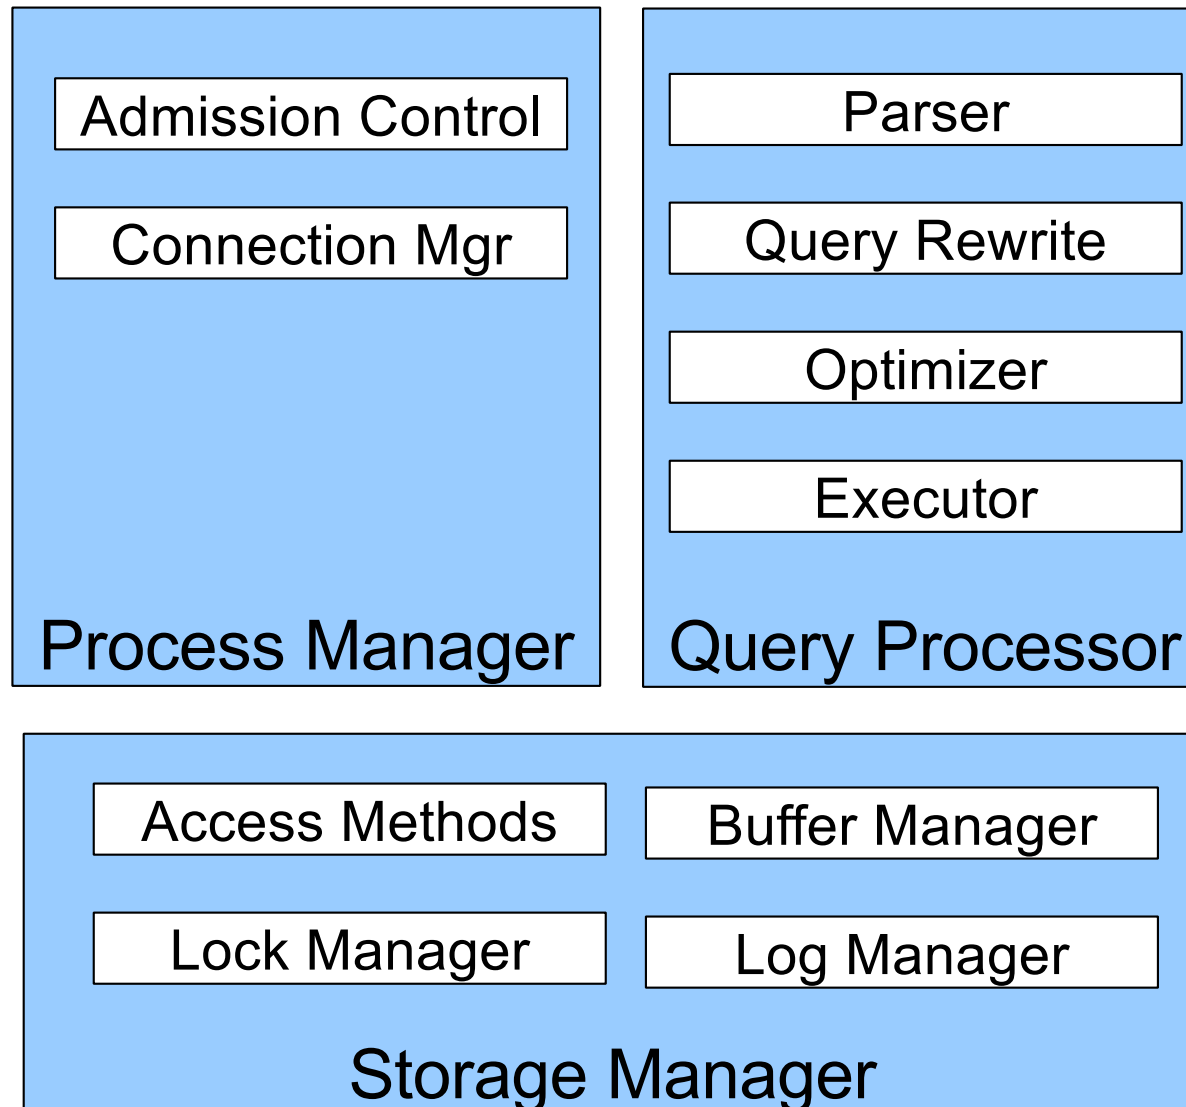 Admission Control
Connection Mgr
Process Manager
Parser
Query Rewrite
Optimizer
Executor
Query Processor
Access Methods
Buffer Manager
Lock Manager
Log Manager
Storage Manager